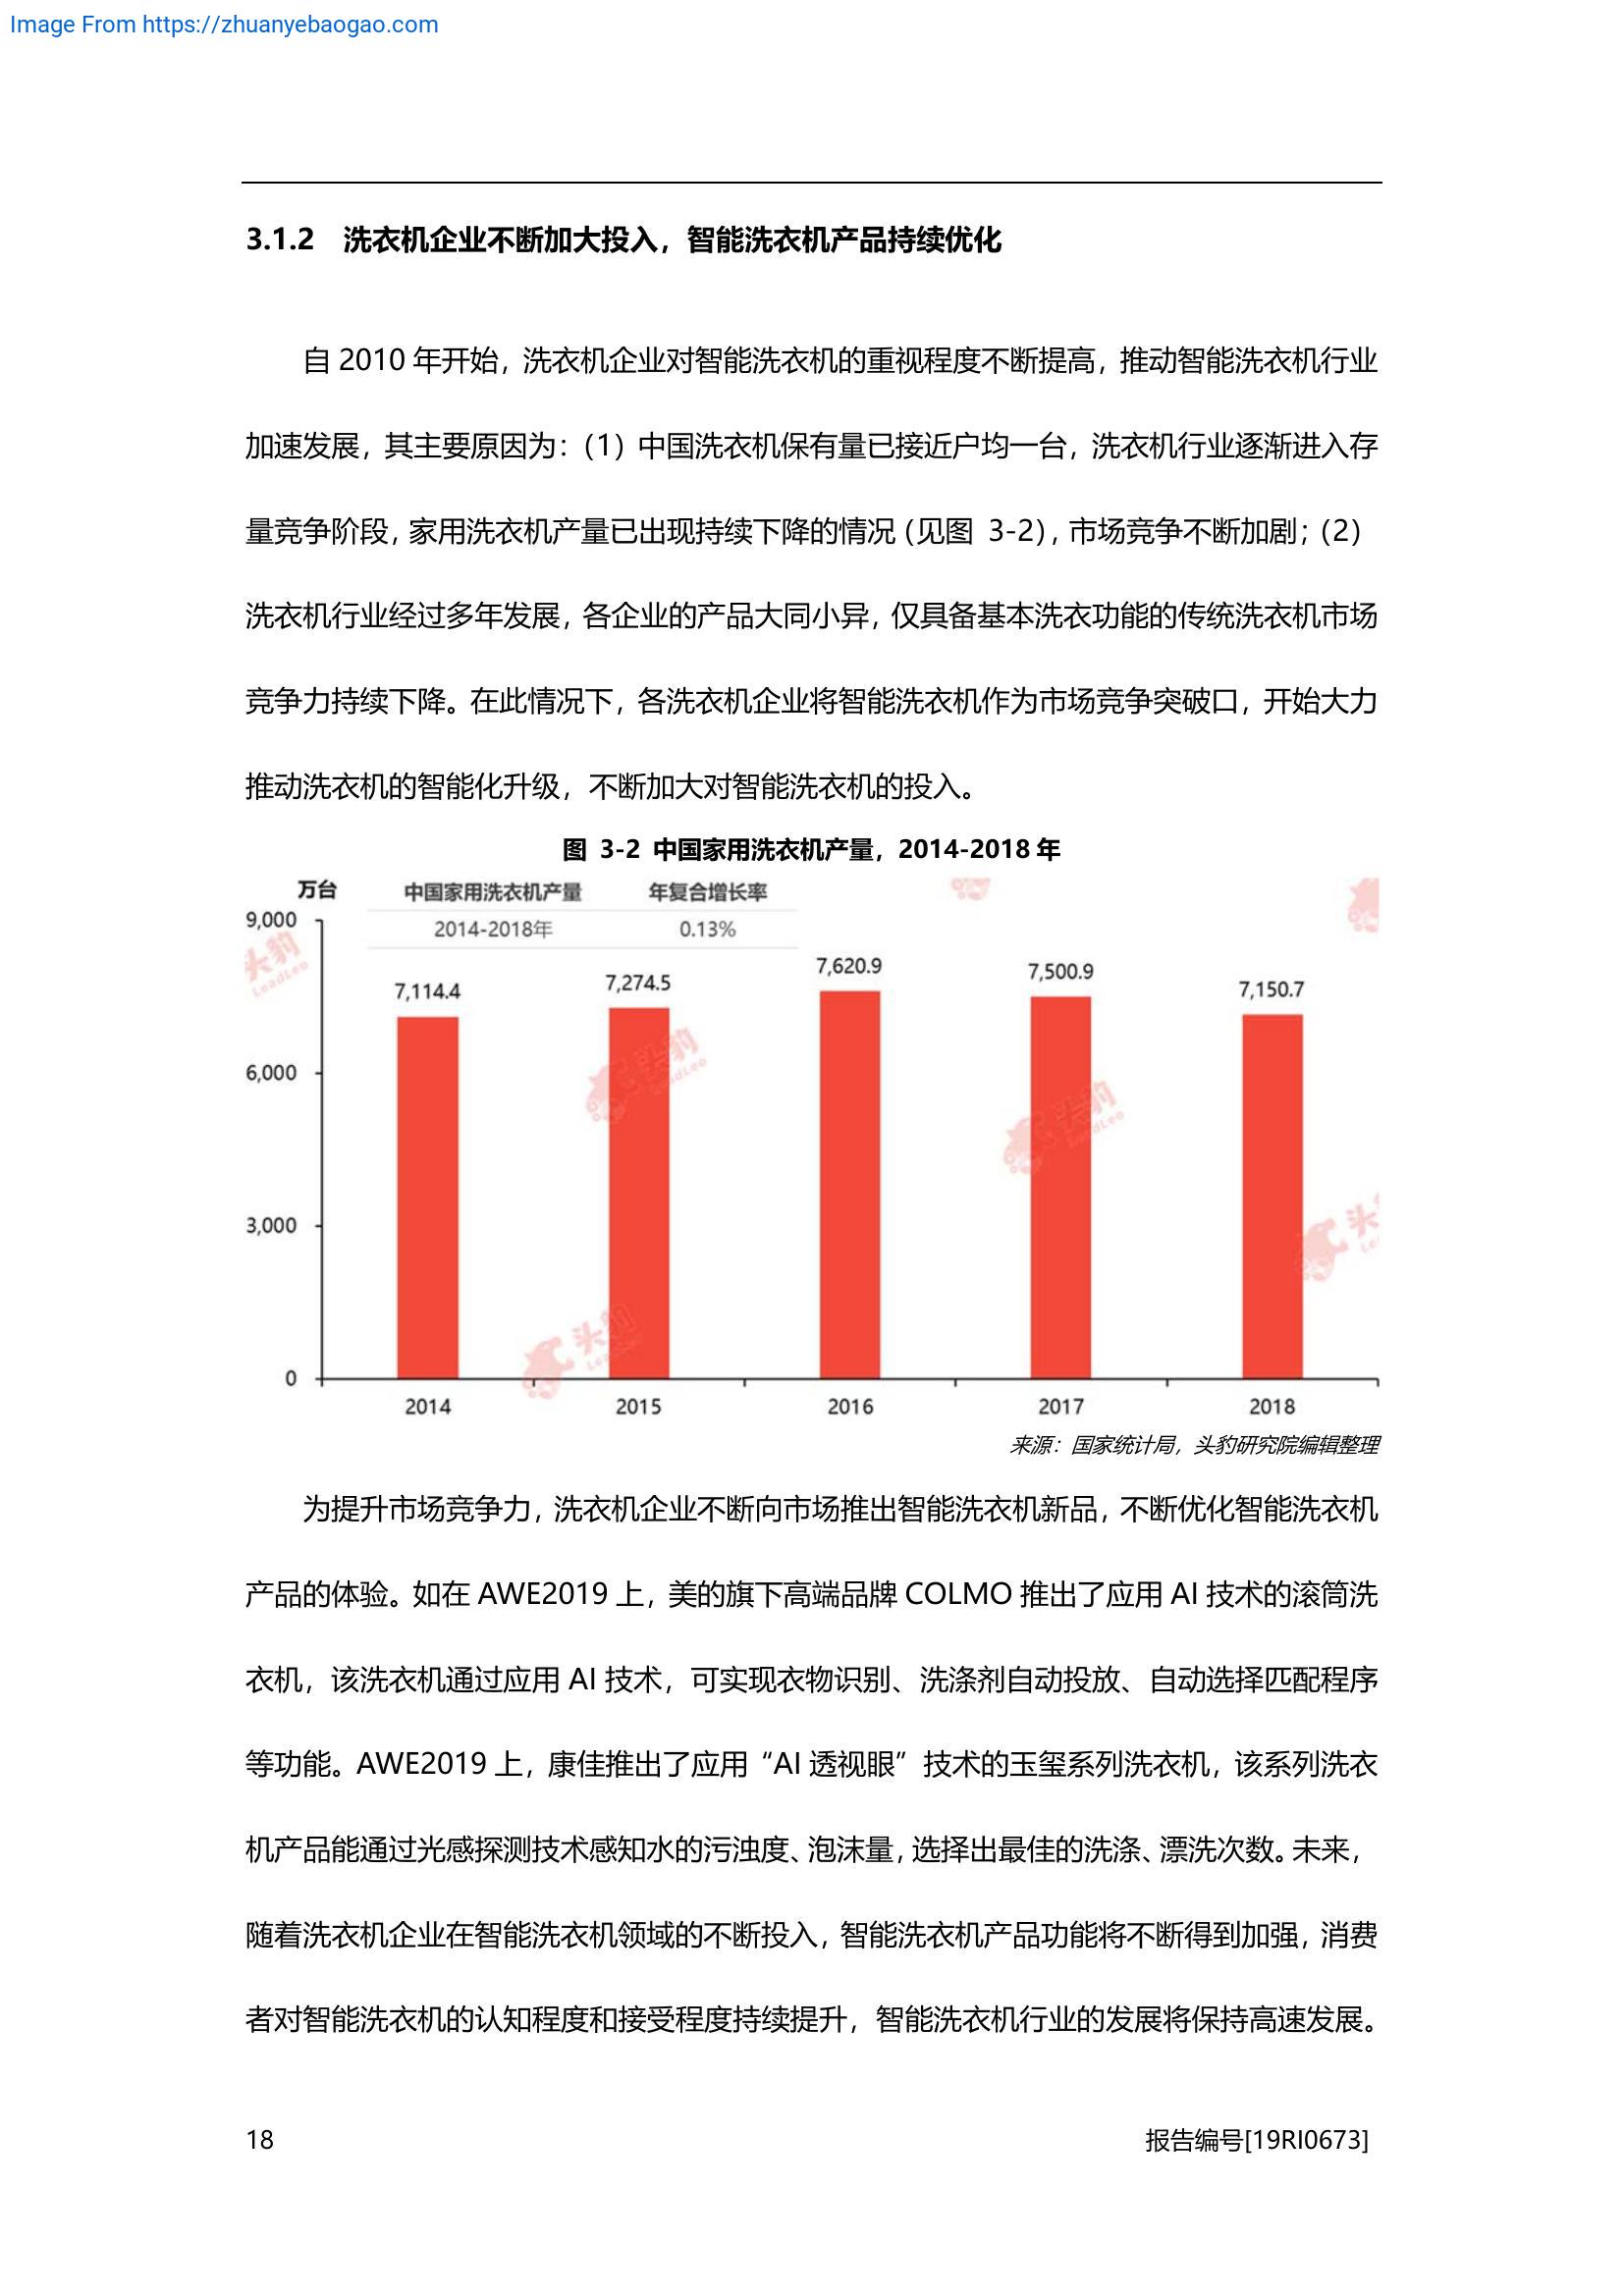 Image From https://zhuanyebaogao.com
3.1.2 洗衣机企业不断加大投入，智能洗衣机产品持续优化
自 2010 年开始，洗衣机企业对智能洗衣机的重视程度不断提高，推动智能洗衣机行业
加速发展，其主要原因为：（1）中国洗衣机保有量已接近户均一台，洗衣机行业逐渐进入存
量竞争阶段，家用洗衣机产量已出现持续下降的情况（见图 3-2），市场竞争不断加剧；（2）
洗衣机行业经过多年发展，各企业的产品大同小异，仅具备基本洗衣功能的传统洗衣机市场
竞争力持续下降。在此情况下，各洗衣机企业将智能洗衣机作为市场竞争突破口，开始大力
推动洗衣机的智能化升级，不断加大对智能洗衣机的投入。
图 3-2 中国家用洗衣机产量，2014-2018 年
万台 中国家用洗衣机产量 年复合增长率
2014-2018年 0.13%
9,000
6,000
3,000
0
7,114.4 7,274.5 7,620.9 7,500.9 7,150.7
2014 2015 2016 2017 2018
头豹 LeadLeo
头豹 LeadLeo
头豹 LeadLeo
头豹 LeadLeo
来源：国家统计局，头豹研究院编辑整理
为提升市场竞争力，洗衣机企业不断向市场推出智能洗衣机新品，不断优化智能洗衣机
产品的体验。如在 AWE2019 上，美的旗下高端品牌 COLMO 推出了应用 AI 技术的滚筒洗
衣机，该洗衣机通过应用 AI 技术，可实现衣物识别、洗涤剂自动投放、自动选择匹配程序
等功能。AWE2019 上，康佳推出了应用“AI 透视眼”技术的玉玺系列洗衣机，该系列洗衣
机产品能通过光感探测技术感知水的污浊度、泡沫量，选择出最佳的洗涤、漂洗次数。未来，
随着洗衣机企业在智能洗衣机领域的不断投入，智能洗衣机产品功能将不断得到加强，消费
者对智能洗衣机的认知程度和接受程度持续提升，智能洗衣机行业的发展将保持高速发展。
18 报告编号[19RI0673]